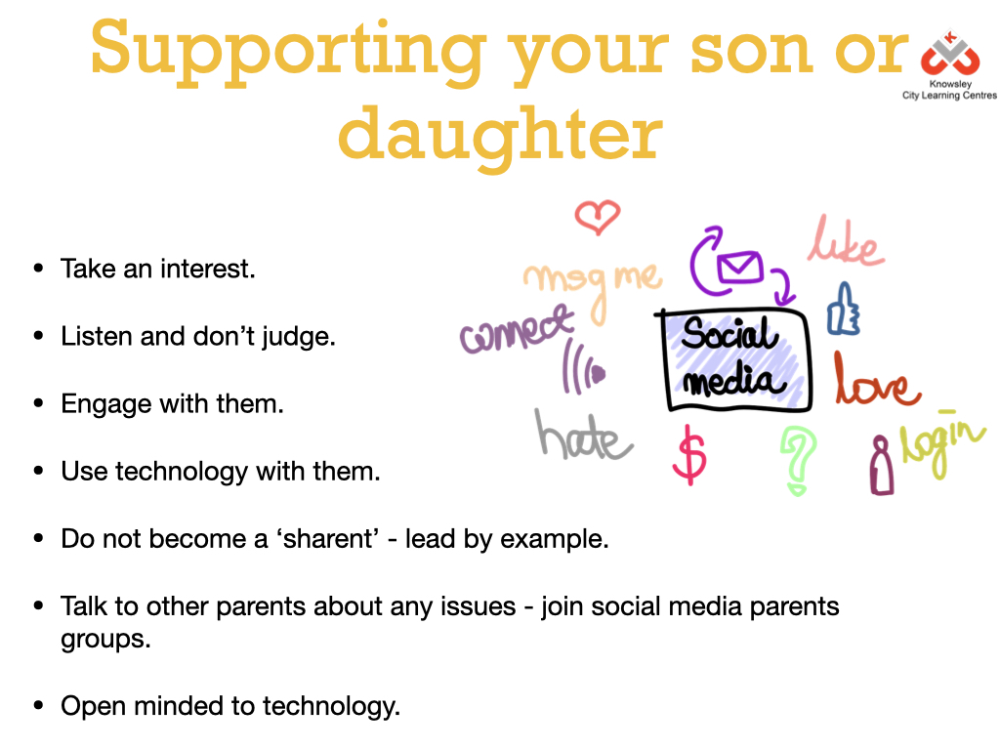 Supporting your son or
daughter
Knowsley
City Learning Centres
• Take an interest.
• Listen and don’t judge.
• Engage with them.
• Use technology with them.
• Do not become a ‘sharent’ - lead by example.
• Talk to other parents about any issues - join social media parents
groups.
• Open minded to technology.
like
msg me
connect
Social
media
love
hate
$
?
login